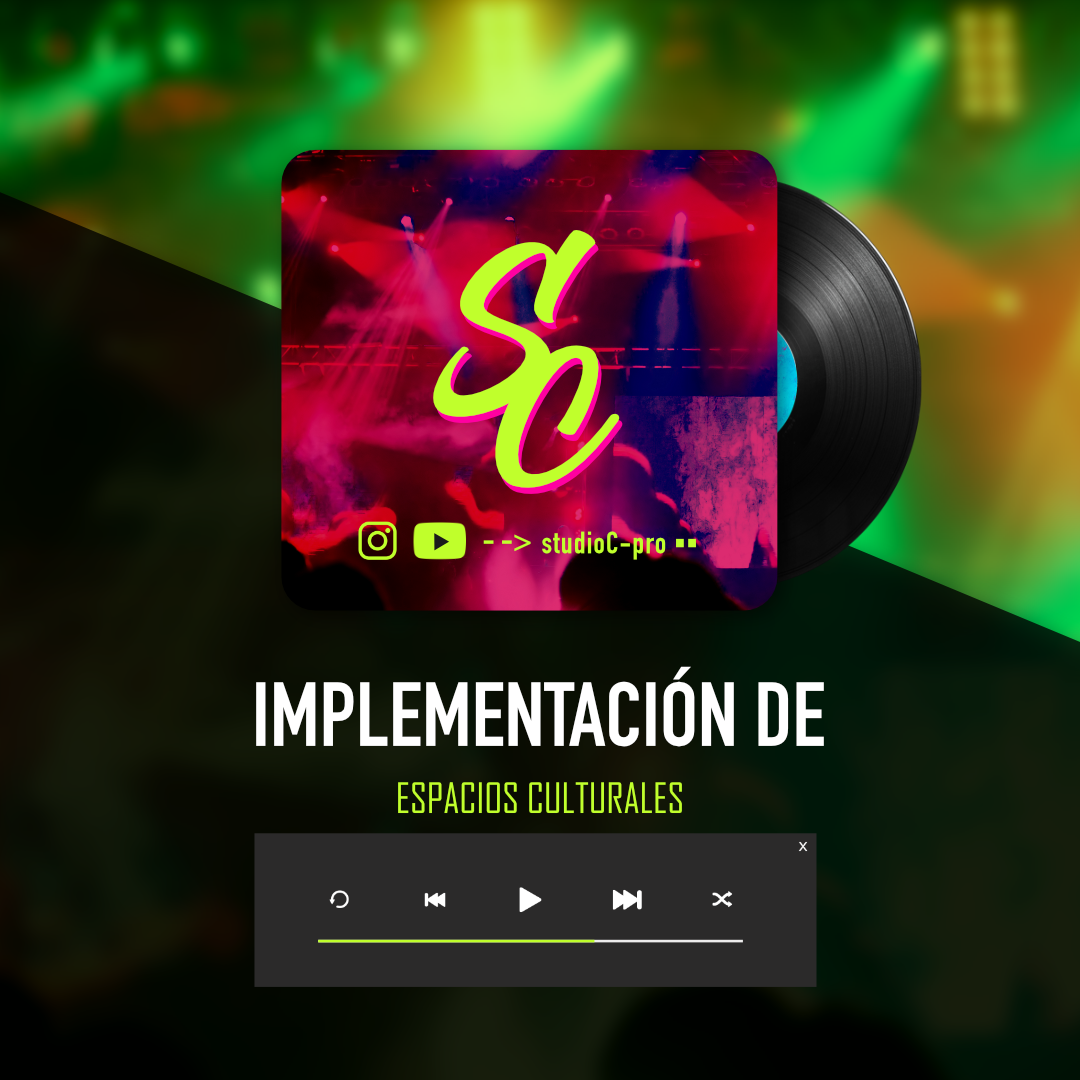 SC
--> studioC-pro
IMPLEMENTACIÓN DE
ESPACIOS CULTURALES
x